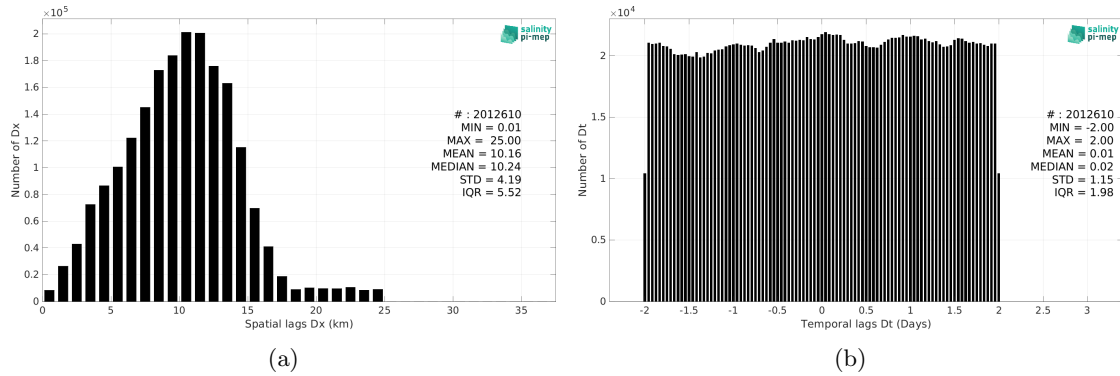 ×10⁵
2
1.8
1.6
1.4
1.2
1
0.8
0.6
0.4
0.2
0
Number of Dx
0 5 10 15 20 25 30 35
Spatial lags Dx (km)
salinity
pi-mep
# : 2012610
MIN = 0.01
MAX = 25.00
MEAN = 10.16
MEDIAN = 10.24
STD = 4.19
IQR = 5.52
(a)
×10⁴
2
1.5
1
0.5
0
Number of Dt
-2 -1.5 -1 -0.5 0 0.5 1 1.5 2 2.5 3
Temporal lags Dt (Days)
salinity
pi-mep
# : 2012610
MIN = -2.00
MAX = 2.00
MEAN = 0.01
MEDIAN = 0.02
STD = 1.15
IQR = 1.98
(b)